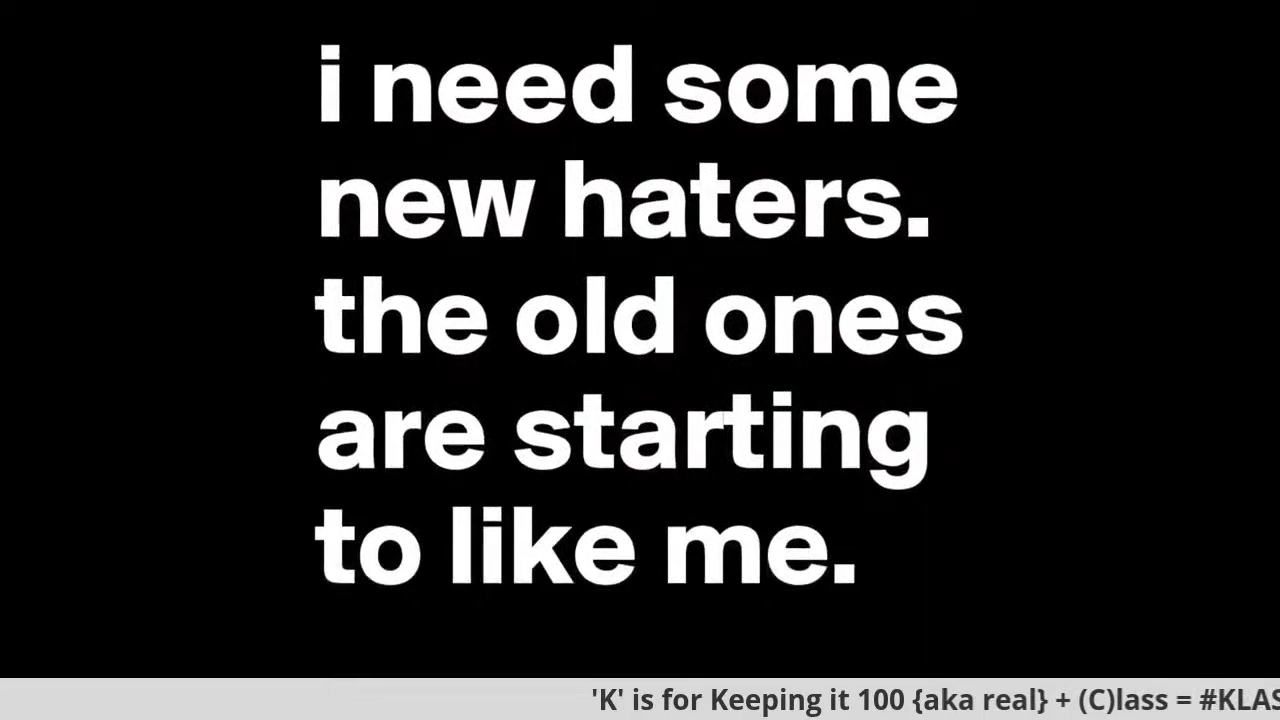 i need some
new haters.
the old ones
are starting
to like me.
'K' is for Keeping it 100 {aka real} + (C)lass = #KLAS